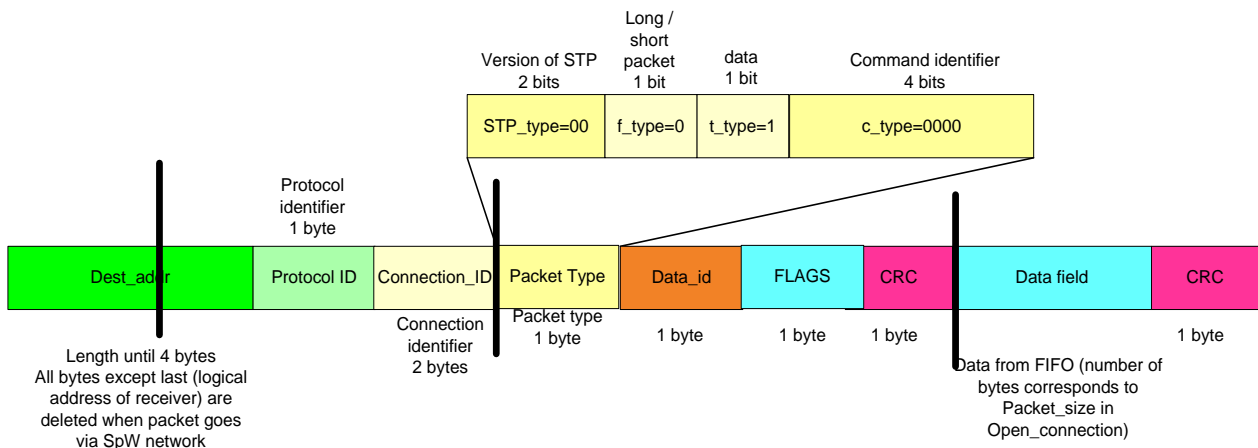 Long /
short
packet
1 bit
Version of STP
2 bits
data
1 bit
Command identifier
4 bits
STP_type=00
f_type=0
t_type=1
c_type=0000
Protocol
identifier
1 byte
Dest_addr
Protocol ID
Connection_ID
Packet Type
Data_id
FLAGS
CRC
Data field
CRC
Length until 4 bytes
All bytes except last (logical
address of receiver) are
deleted when packet goes
via SpW network
Connection
identifier
2 bytes
Packet type
1 byte
1 byte
1 byte
1 byte
Data from FIFO (number of
bytes corresponds to
Packet_size in
Open_connection)
1 byte